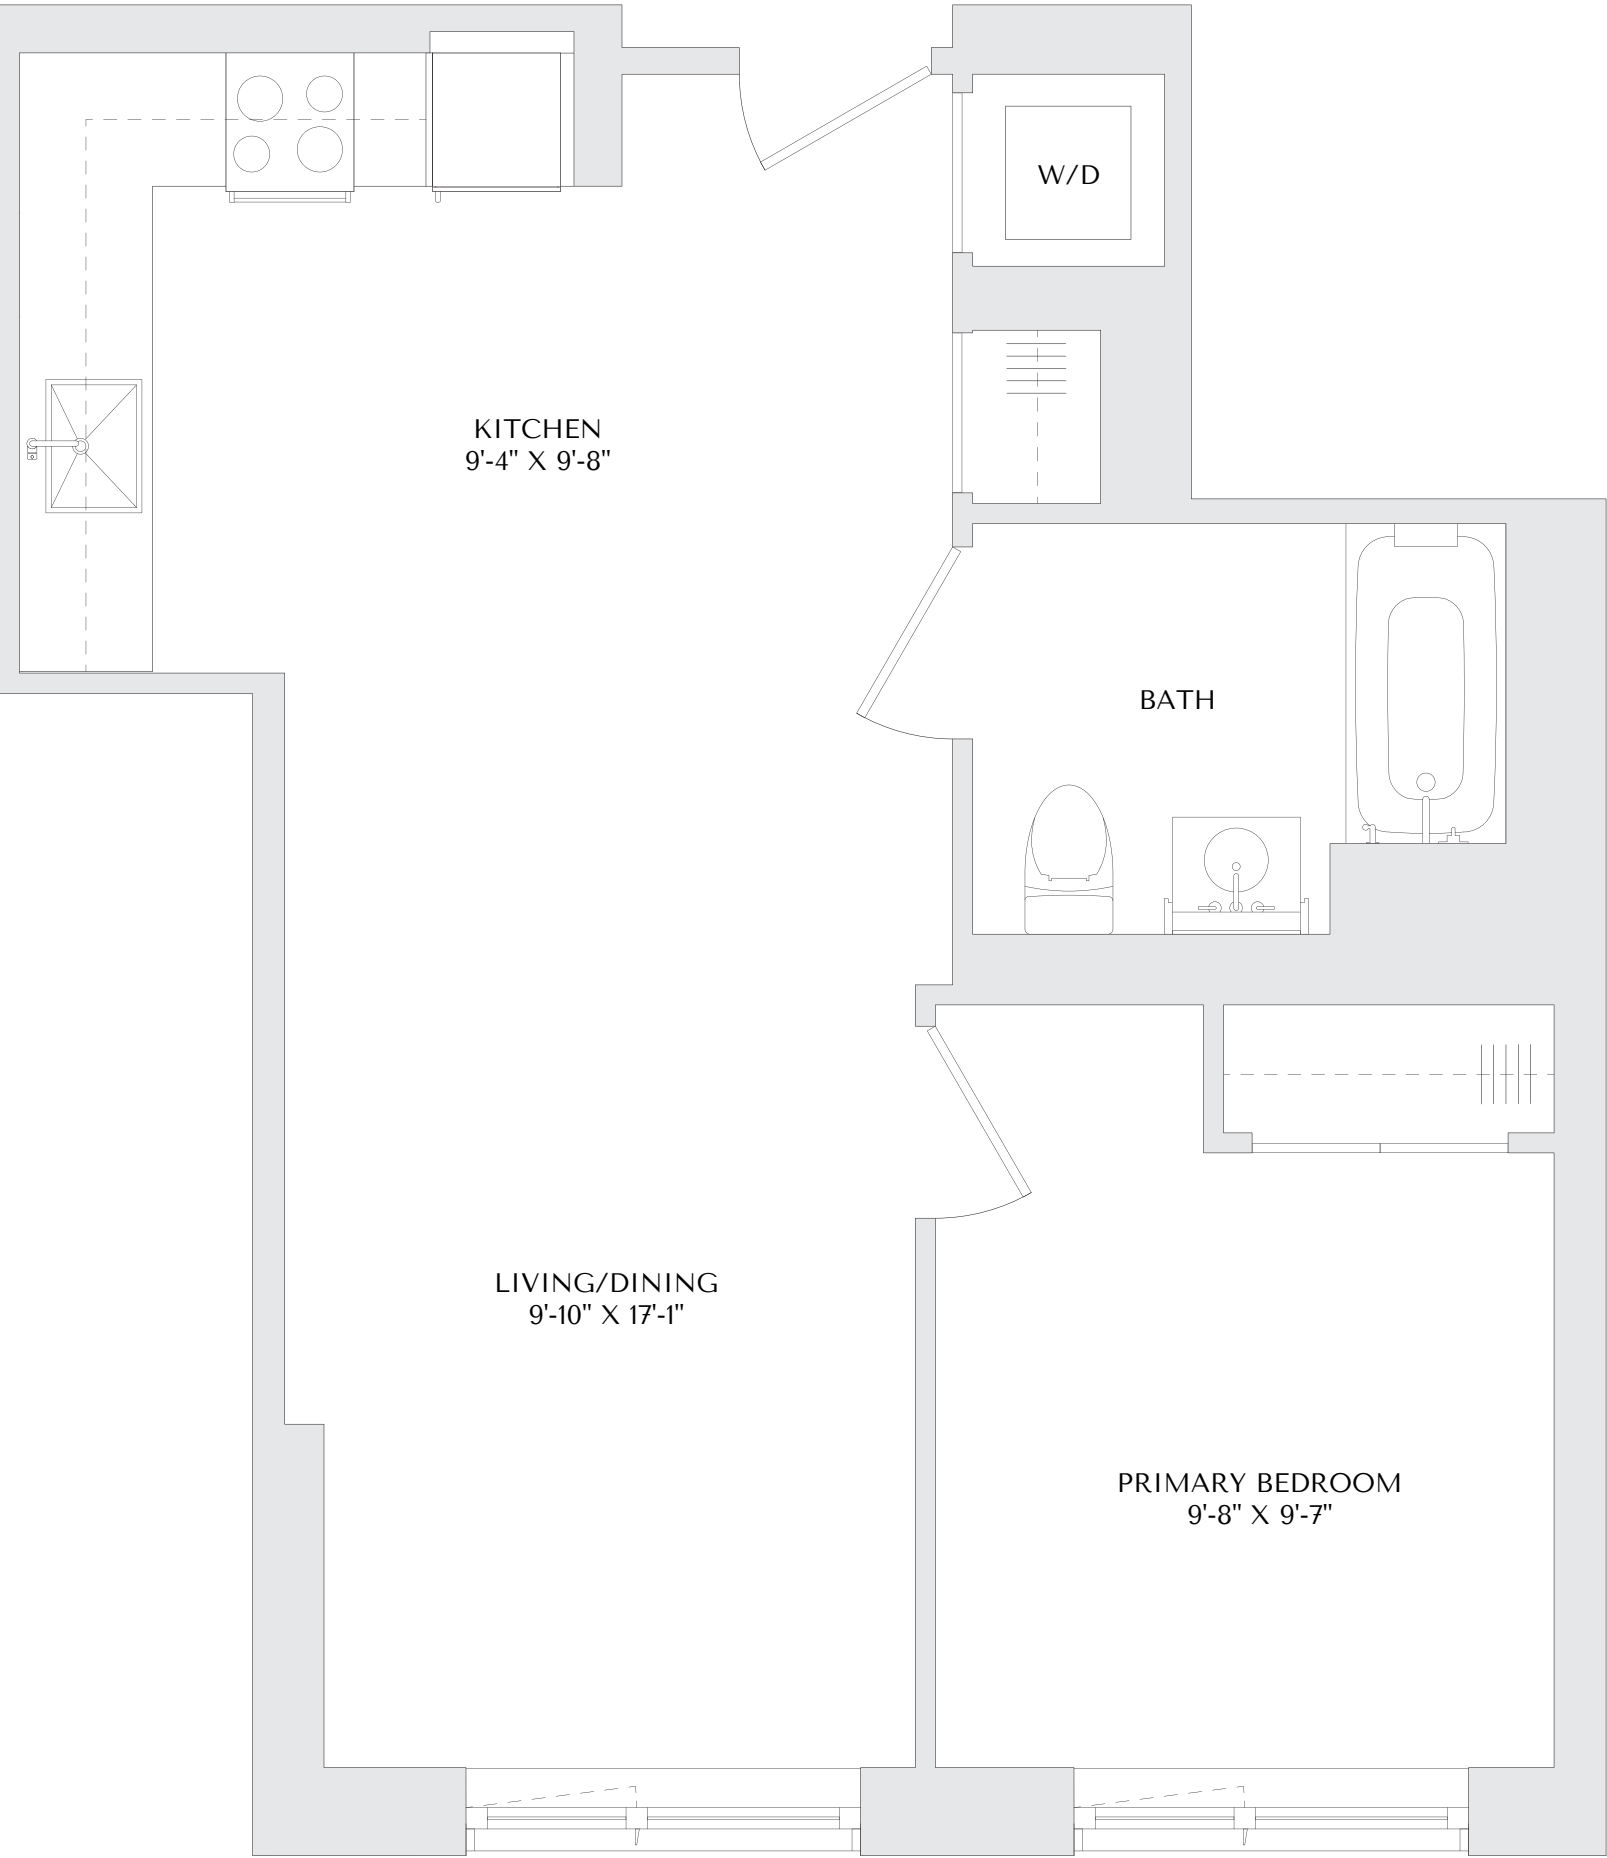 W/D
KITCHEN
9'-4" X 9'-8"
BATH
LIVING/DINING
9'-10" X 17'-1"
PRIMARY BEDROOM
9'-8" X 9'-7"